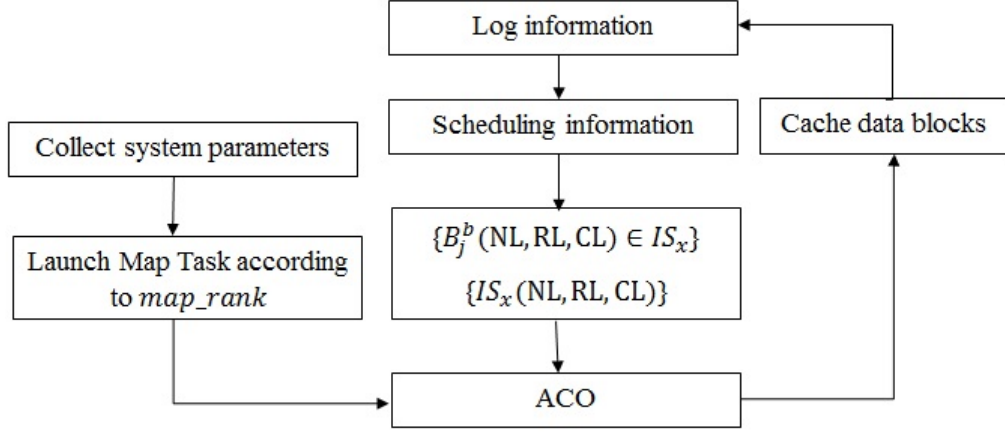 Log information
Scheduling information
Cache data blocks
Collect system parameters
Launch Map Task according
to map_rank
{B_j^b(NL, RL, CL) ∈ IS_x}
{IS_x(NL, RL, CL)}
ACO